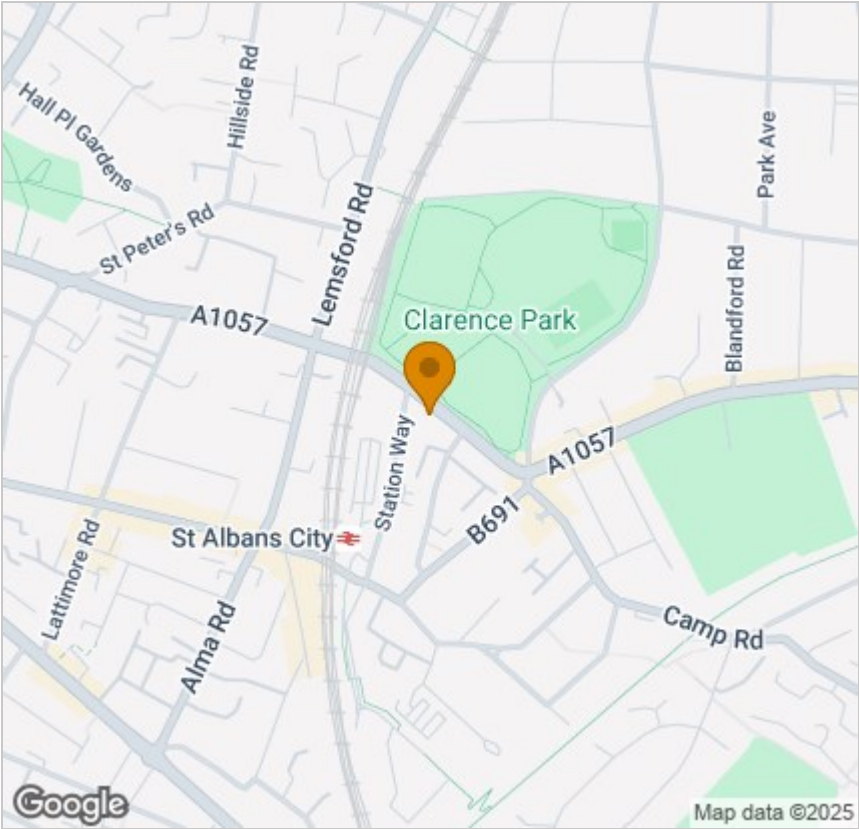 Hillside Rd
Hall Pl Gardens
Park Ave
St Peter's Rd
Lemsford Rd
Clarence Park
A1057
Blandford Rd
Station Way
A1057
B691
St Albans City
Lattimore Rd
Alma Rd
Camp Rd
Google
Map data ©2025